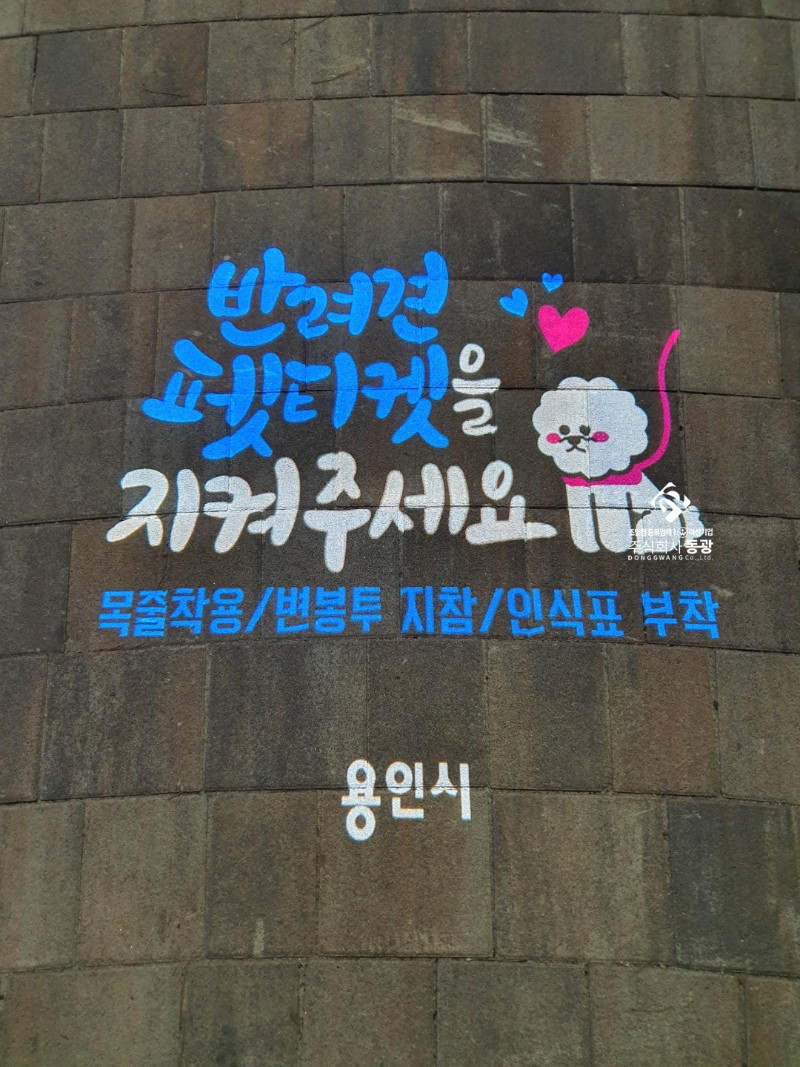 반려견
펫티켓을
지켜주세요
목줄착용/변봉투 지참/인식표 부착
용인시
주식회사 동광
DONGGWANG Co.,Ltd.